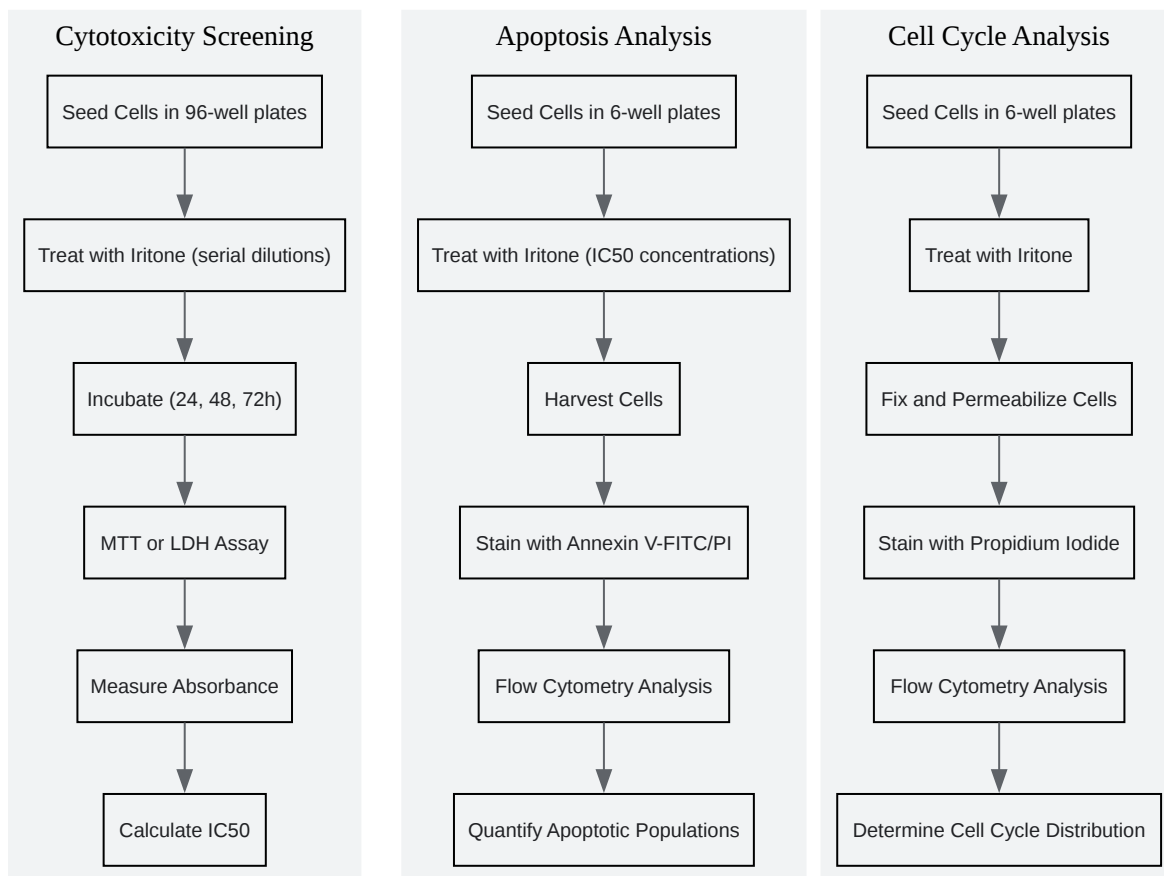 Cytotoxicity Screening
Seed Cells in 96-well plates
Treat with Iritone (serial dilutions)
Incubate (24, 48, 72h)
MTT or LDH Assay
Measure Absorbance
Calculate IC50
Apoptosis Analysis
Seed Cells in 6-well plates
Treat with Iritone (IC50 concentrations)
Harvest Cells
Stain with Annexin V-FITC/PI
Flow Cytometry Analysis
Quantify Apoptotic Populations
Cell Cycle Analysis
Seed Cells in 6-well plates
Treat with Iritone
Fix and Permeabilize Cells
Stain with Propidium Iodide
Flow Cytometry Analysis
Determine Cell Cycle Distribution